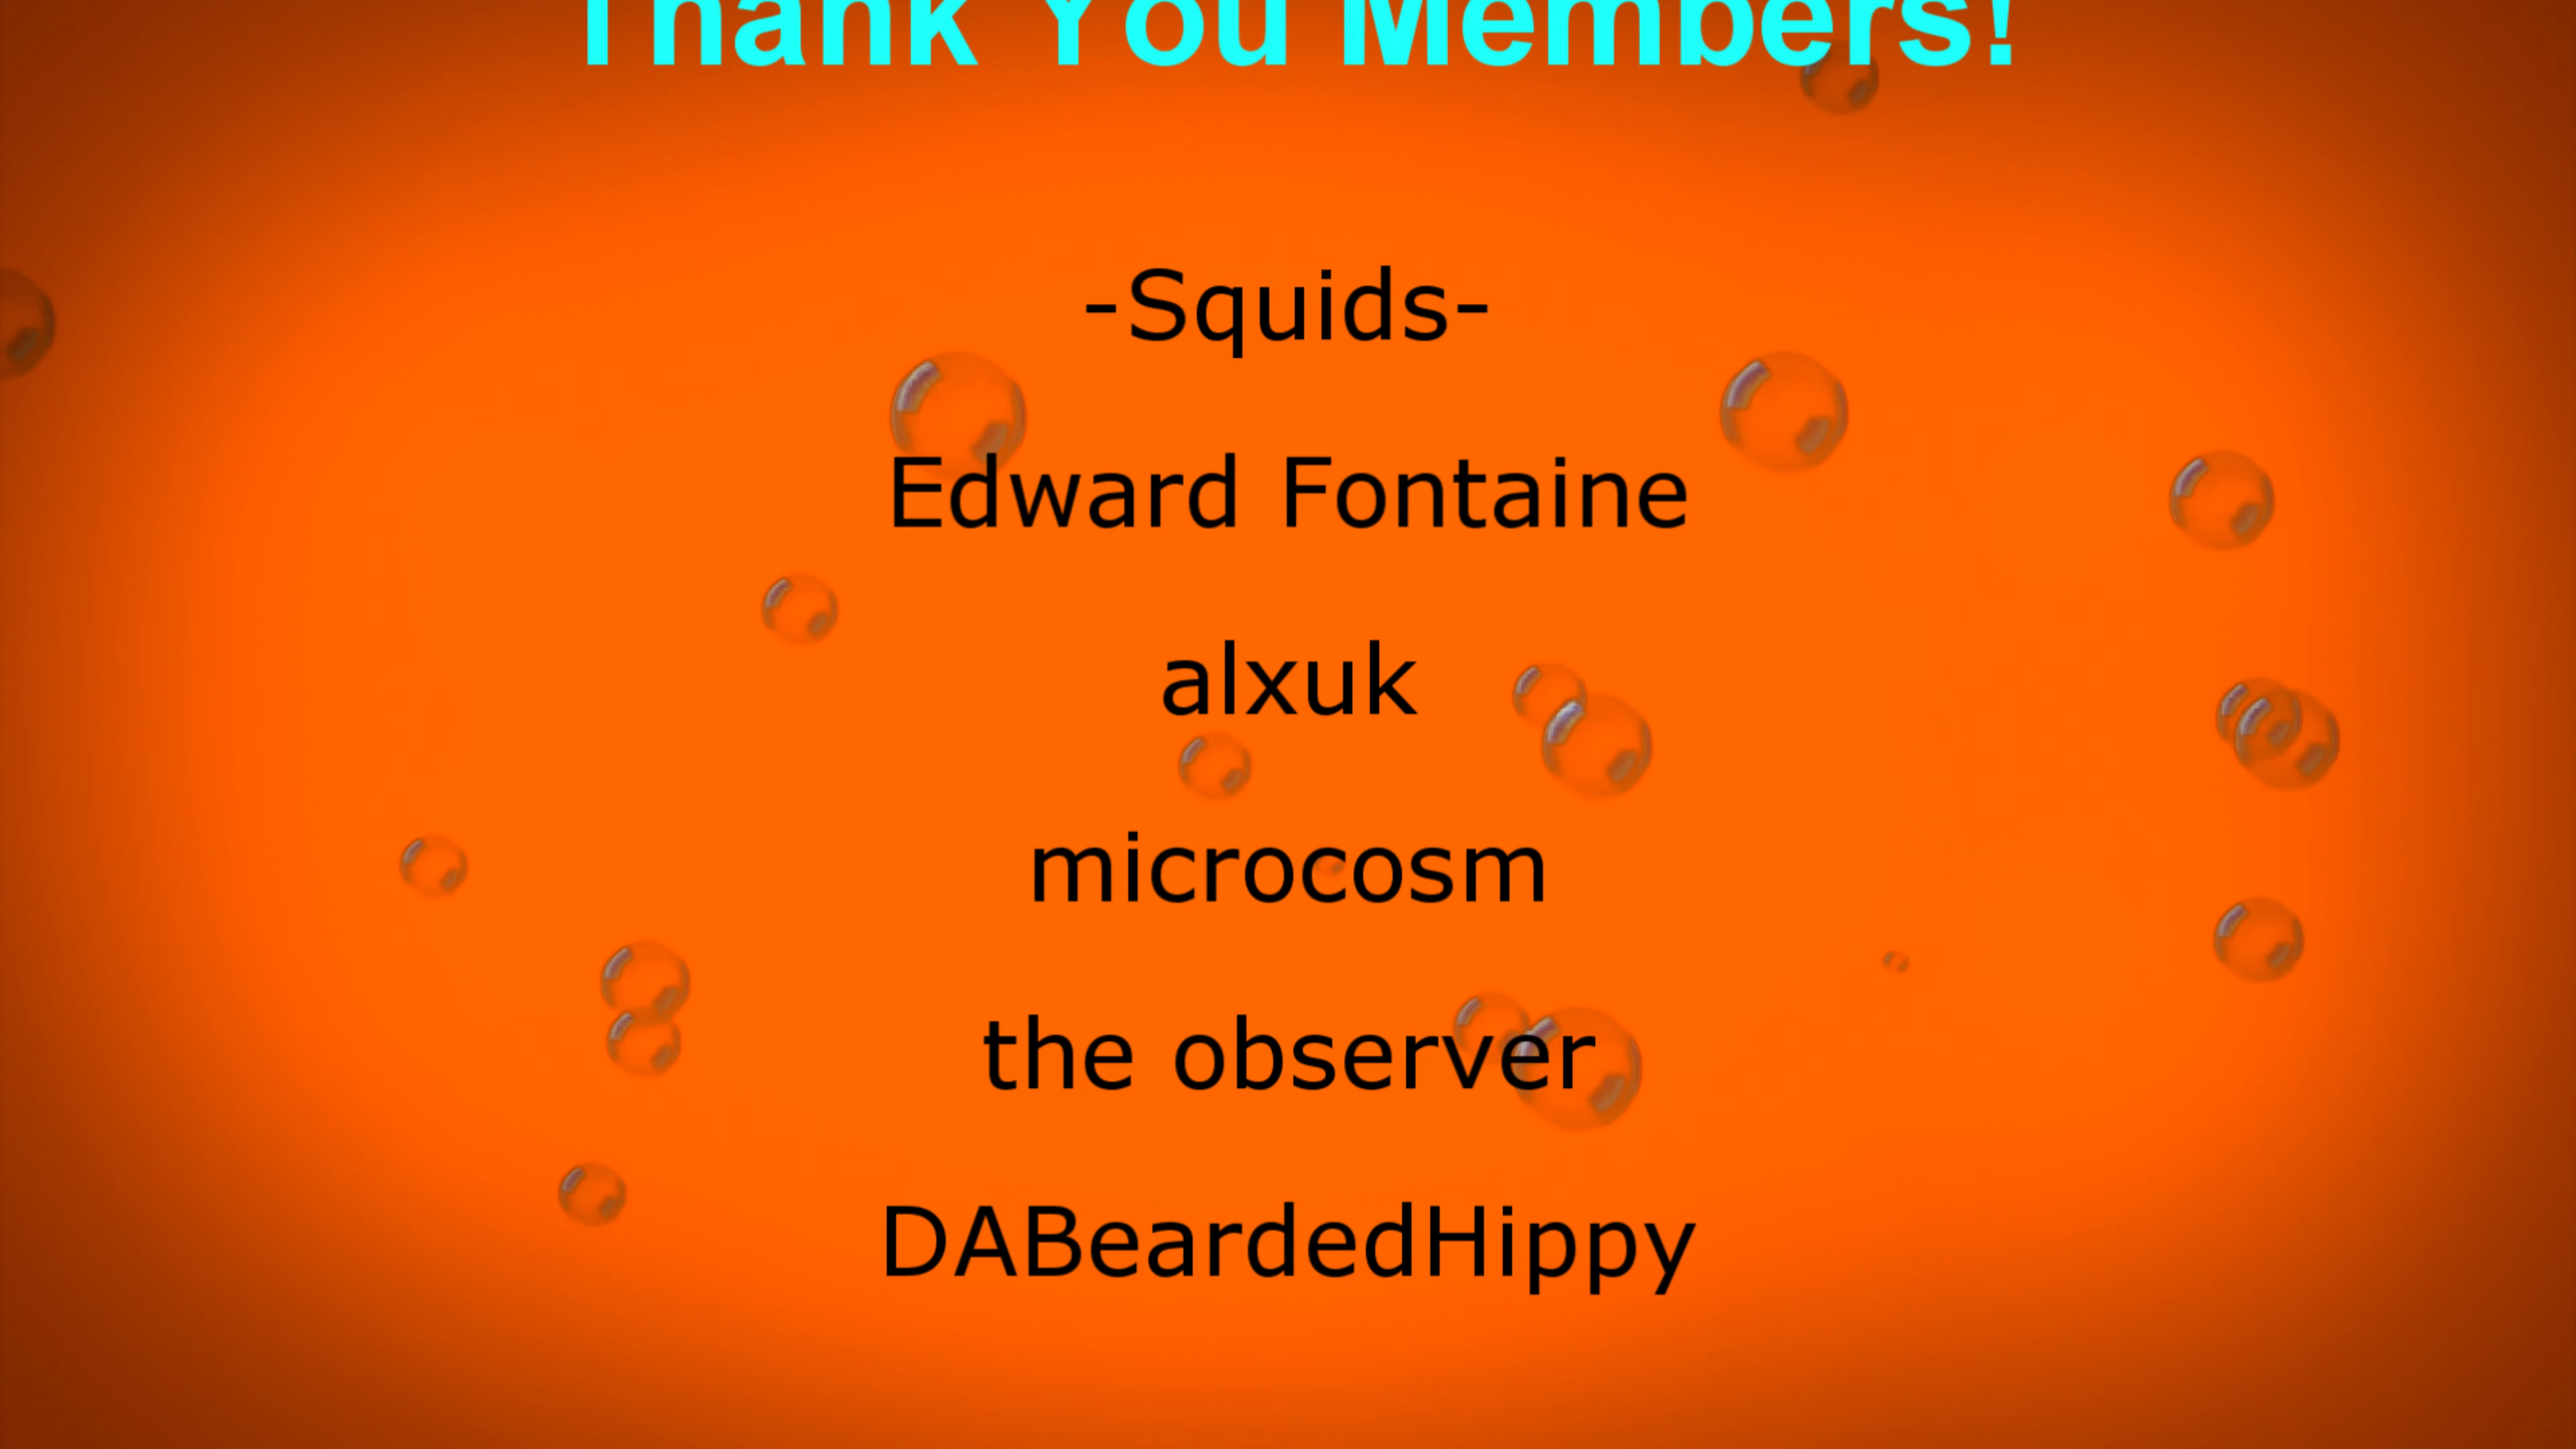 Thank You Members!
-Squids-
Edward Fontaine
alxuk
microcosm
the observer
DABeardedHippy